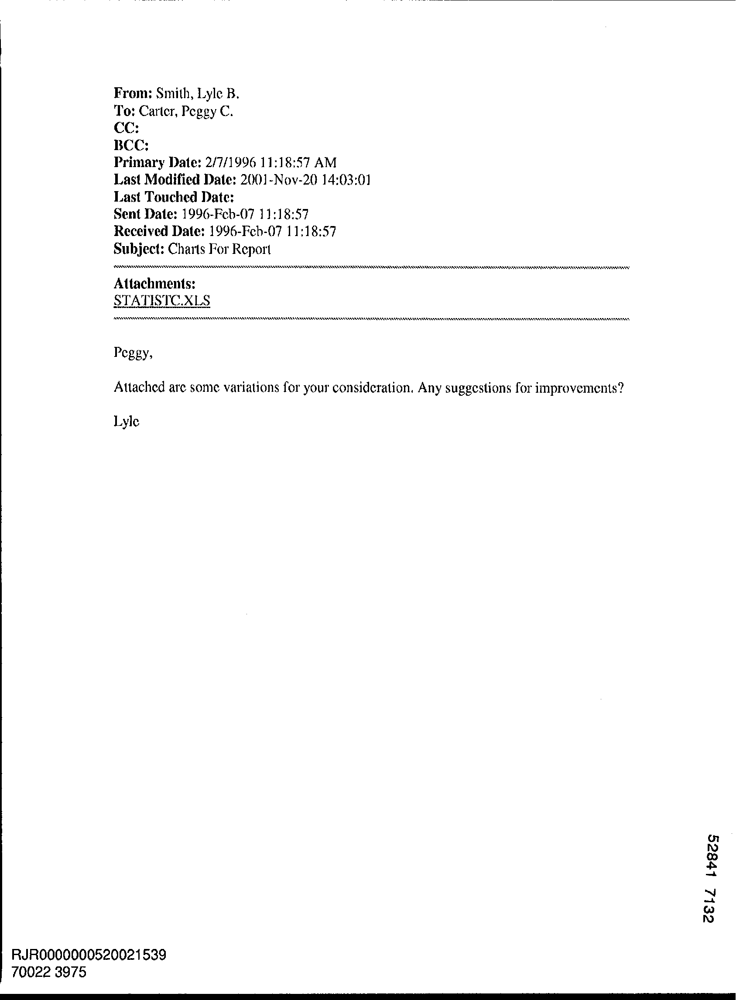 From: Smith, Lyle B.
To: Carter, Peggy C.
CC:
BCC:
Primary Date: 2/7/1996 11:18:57 AM
Last Modified Date: 2001-Nov-20 14:03:01
Last Touched Date:
Sent Date: 1996-Feb-07 11:18:57
Received Date: 1996-Feb-07 11:18:57
Subject: Charts For Report
Attachments:
STATISTC.XLS
Peggy,
Attached are some variations for your consideration. Any suggestions for improvements?
Lyle
52841 7132
RJR0000000520021539
70022 3975